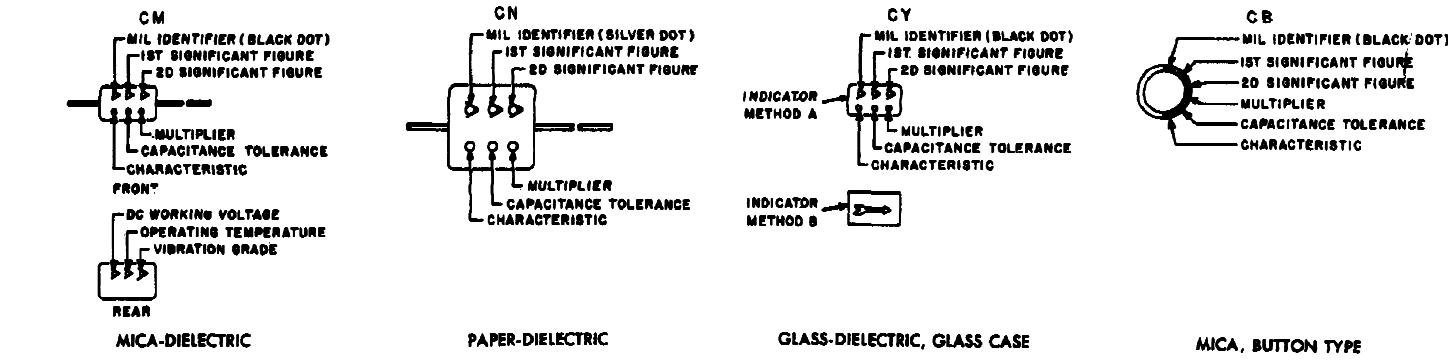 CM
MIL IDENTIFIER (BLACK DOT)
1ST SIGNIFICANT FIGURE
2D SIGNIFICANT FIGURE
MULTIPLIER
CAPACITANCE TOLERANCE
CHARACTERISTIC
FRONT
DC WORKING VOLTAGE
OPERATING TEMPERATURE
VIBRATION GRADE
REAR
MICA-DIELECTRIC
CN
MIL IDENTIFIER (SILVER DOT)
1ST SIGNIFICANT FIGURE
2D SIGNIFICANT FIGURE
MULTIPLIER
CAPACITANCE TOLERANCE
CHARACTERISTIC
PAPER-DIELECTRIC
CY
MIL IDENTIFIER (BLACK DOT)
1ST SIGNIFICANT FIGURE
2D SIGNIFICANT FIGURE
INDICATOR
METHOD A
MULTIPLIER
CAPACITANCE TOLERANCE
CHARACTERISTIC
INDICATOR
METHOD B
GLASS-DIELECTRIC, GLASS CASE
CB
MIL IDENTIFIER (BLACK DOT)
1ST SIGNIFICANT FIGURE
2D SIGNIFICANT FIGURE
MULTIPLIER
CAPACITANCE TOLERANCE
CHARACTERISTIC
MICA, BUTTON TYPE